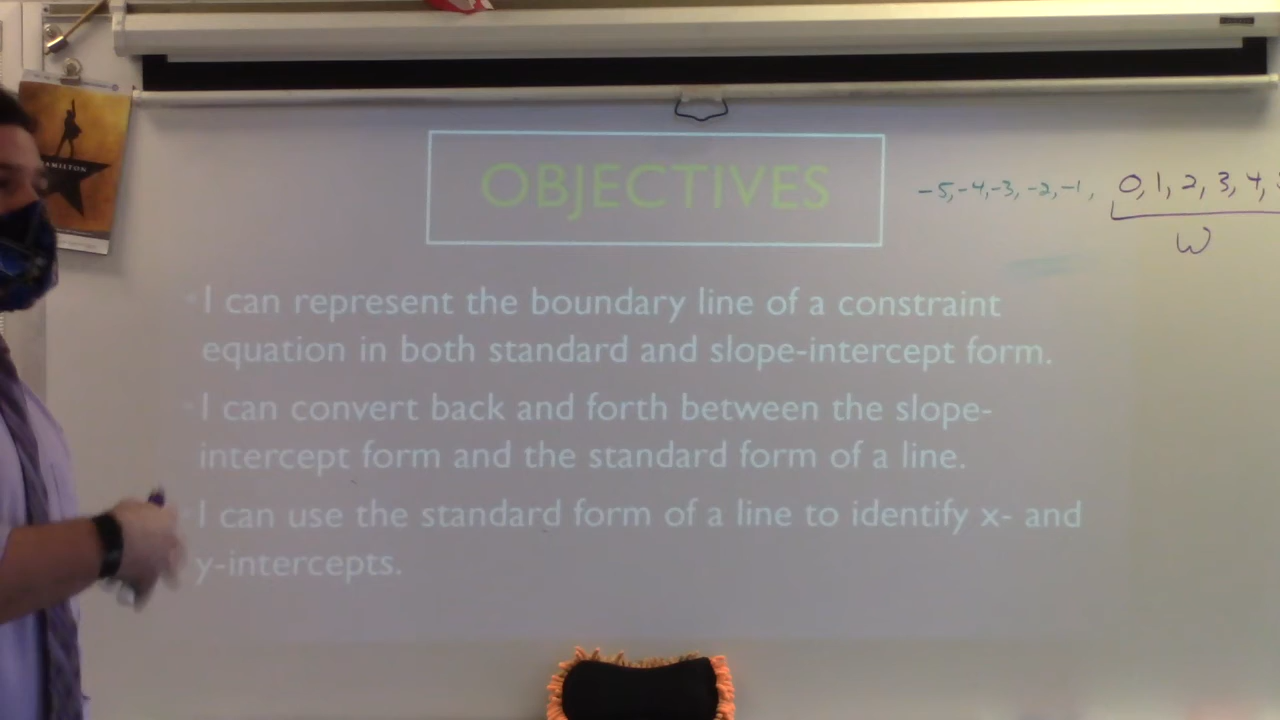 HAMILTON
OBJECTIVES
-5, -4, -3, -2, -1, 0, 1, 2, 3, 4,
W
I can represent the boundary line of a constraint
equation in both standard and slope-intercept form.
I can convert back and forth between the slope-
intercept form and the standard form of a line.
I can use the standard form of a line to identify x- and
y-intercepts.